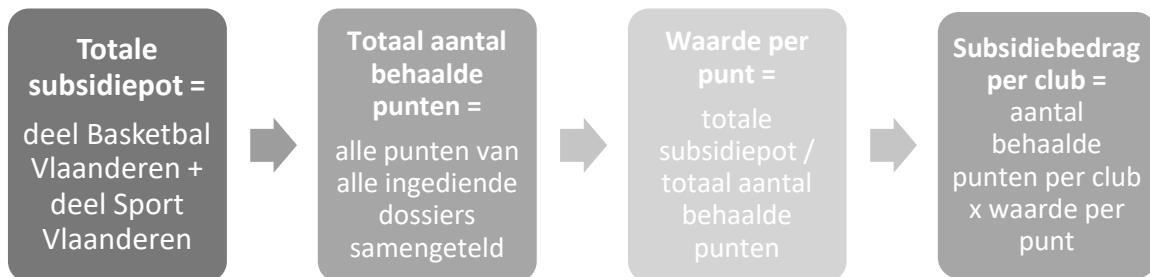 Totale
subsidiepot =
deel Basketbal
Vlaanderen +
deel Sport
Vlaanderen
Totaal aantal
behaalde
punten =
alle punten van
alle ingediende
dossiers
samengeteld
Waarde per
punt =
totale
subsidiepot /
totaal aantal
behaalde
punten
Subsidiebedrag
per club =
aantal
behaalde
punten per club
x waarde per
punt